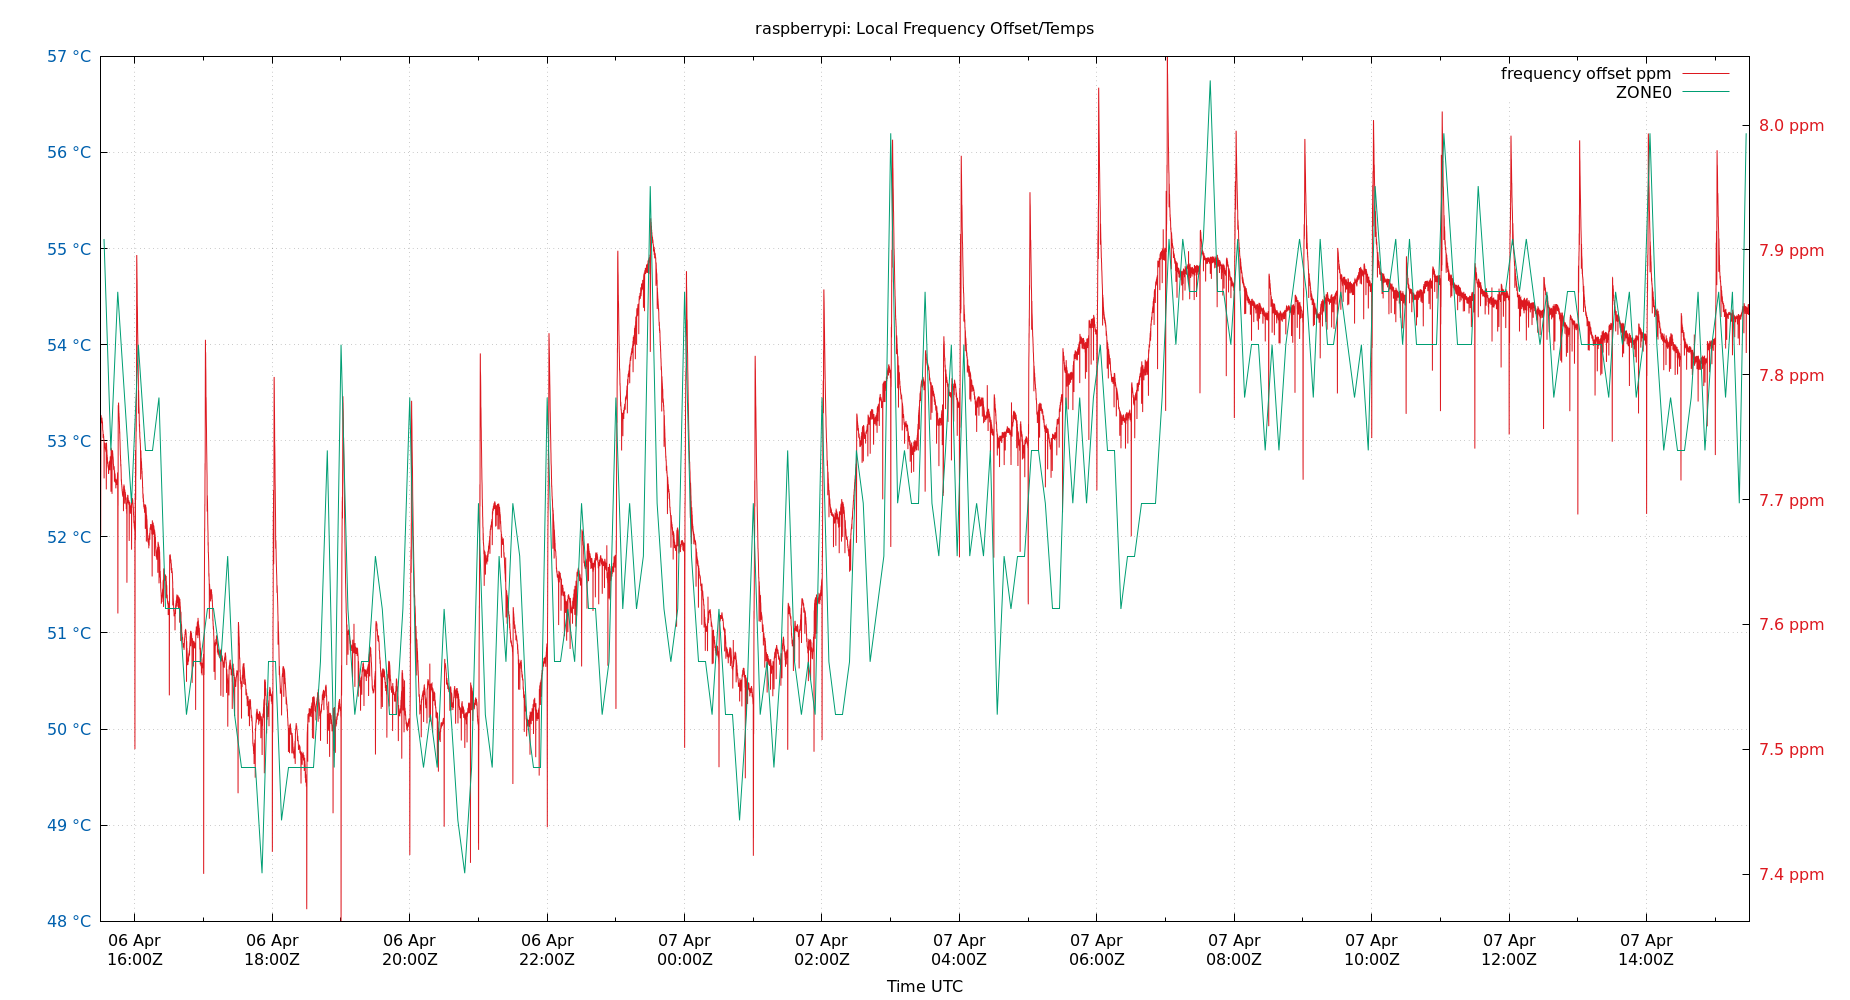 raspberrypi: Local Frequency Offset/Temps
frequency offset ppm
ZONE0
57 °C
56 °C
55 °C
54 °C
53 °C
52 °C
51 °C
50 °C
49 °C
48 °C
8.0 ppm
7.9 ppm
7.8 ppm
7.7 ppm
7.6 ppm
7.5 ppm
7.4 ppm
06 Apr 06 Apr 06 Apr 06 Apr 07 Apr 07 Apr 07 Apr 07 Apr 07 Apr 07 Apr 07 Apr 07 Apr
16:00Z 18:00Z 20:00Z 22:00Z 00:00Z 02:00Z 04:00Z 06:00Z 08:00Z 10:00Z 12:00Z 14:00Z
Time UTC